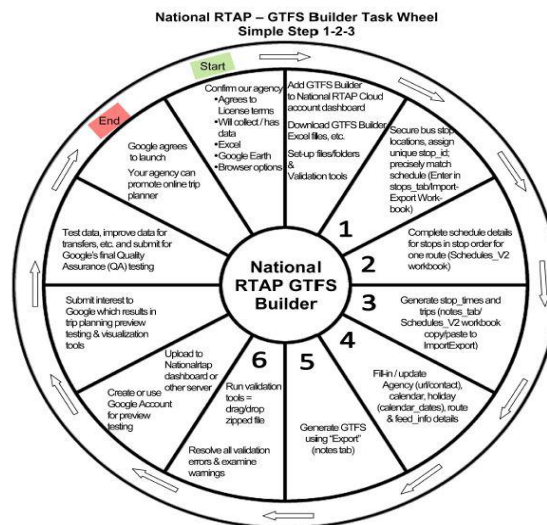 National RTAP – GTFS Builder Task Wheel
Simple Step 1-2-3
Start
End
Confirm our agency
•Agrees to
License terms
•Will collect / has
data
•Excel
•Google Earth
•Browser options
Add GTFS Builder
to National RTAP Cloud
account dashboard
Download GTFS Builder
Excel files, etc.
Set-up files/folders
&
Validation tools
Secure bus stop
locations, assign
unique stop_id;
precisely match
schedule (Enter in
stops_tab/Import-
Export Work-
book)
1
Complete schedule details
for stops in stop order for
one route (Schedules_V2
workbook)
2
Generate stop_times and
trips (notes_tab/
Schedules_V2 workbook
copy/paste to
ImportExport)
3
Fill-in / update
Agency (url/contact),
calendar, holiday
(calendar_dates), route
& feed_info details
4
Generate GTFS
using "Export"
(notes tab)
5
6
Run validation
tools =
drag/drop
zipped file
Resolve all validation
errors & examine
warnings
Upload to
Nationalrtap
dashboard or
other server
Create or use
Google Account
for preview
testing
Submit interest to
Google which results in
trip planning preview
testing & visualization
tools
Test data, improve data for
transfers, etc. and submit for
Google's final Quality
Assurance (QA) testing
Google agrees
to launch
Your agency can
promote online trip
planner
National
RTAP GTFS
Builder